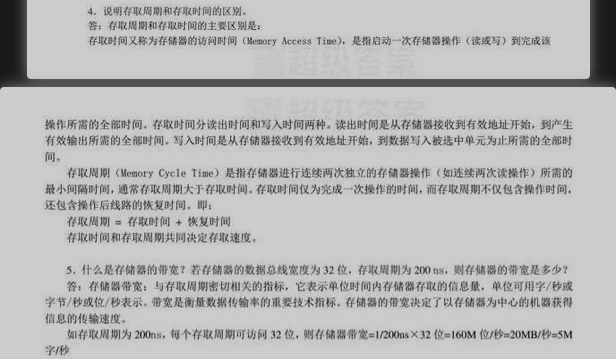 4. 说明存取周期和存取时间的区别。
答：存取周期和存取时间的主要区别是：
存取时间又称为存储器的访问时间（Memory Access Time），是指启动一次存储器操作（读或写）到完成该
超级答案
超级答案
操作所需的全部时间。存取时间分读出时间和写入时间两种。读出时间是从存储器接收到有效地址开始，到产生
有效输出所需的全部时间。写入时间是从存储器接收到有效地址开始，到数据写入被选中单元为止所需的全部时
间。
存取周期（Memory Cycle Time）是指存储器进行连续两次独立的存储器操作（如连续两次读操作）所需的
最小间隔时间，通常存取周期大于存取时间。存取时间仅为完成一次操作的时间，而存取周期不仅包含操作时间，
还包含操作后线路的恢复时间。即：
存取周期 = 存取时间 + 恢复时间
存取时间和存取周期共同决定存取速度。
5. 什么是存储器的带宽？若存储器的数据总线宽度为 32 位，存取周期为 200 ns，则存储器的带宽是多少？
答：存储器带宽：与存取周期密切相关的指标，它表示单位时间内存储器存取的信息量，单位可用字/秒或
字节/秒或位/秒表示。带宽是衡量数据传输率的重要技术指标。存储器的带宽决定了以存储器为中心的机器获得
信息的传输速度。
如存取周期为 200ns，每个存取周期可访问 32 位，则存储器带宽=1/200ns×32 位=160M 位/秒=20MB/秒=5M
字/秒